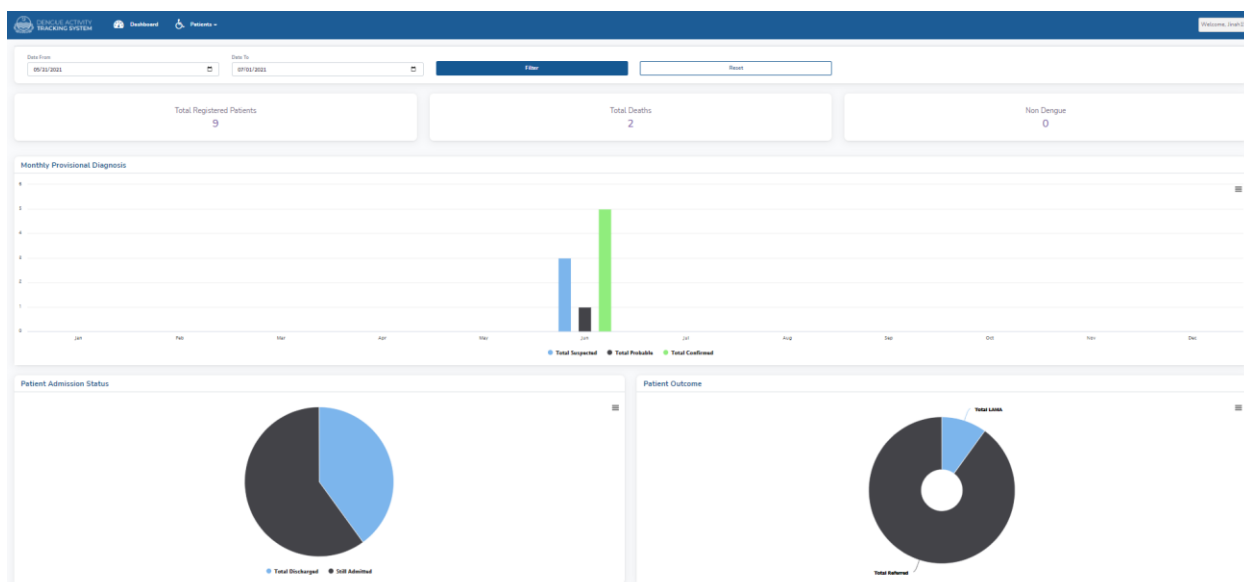 DENGUE ACTIVITY
TRACKING SYSTEM
Dashboard
Patients
Date From
Date To
05/31/2021
07/01/2021
Filter
Reset
Total Registered Patients
9
Total Deaths
2
Non Dengue
0
Monthly Provisional Diagnosis
6
5
4
3
2
1
0
Jan Feb Mar Apr May Jun Jul Aug Sep Oct Nov Dec
Total Suspected Total Probable Total Confirmed
Patient Admission Status
Total Discharged Still Admitted
Patient Outcome
Total LAMA
Total Referred